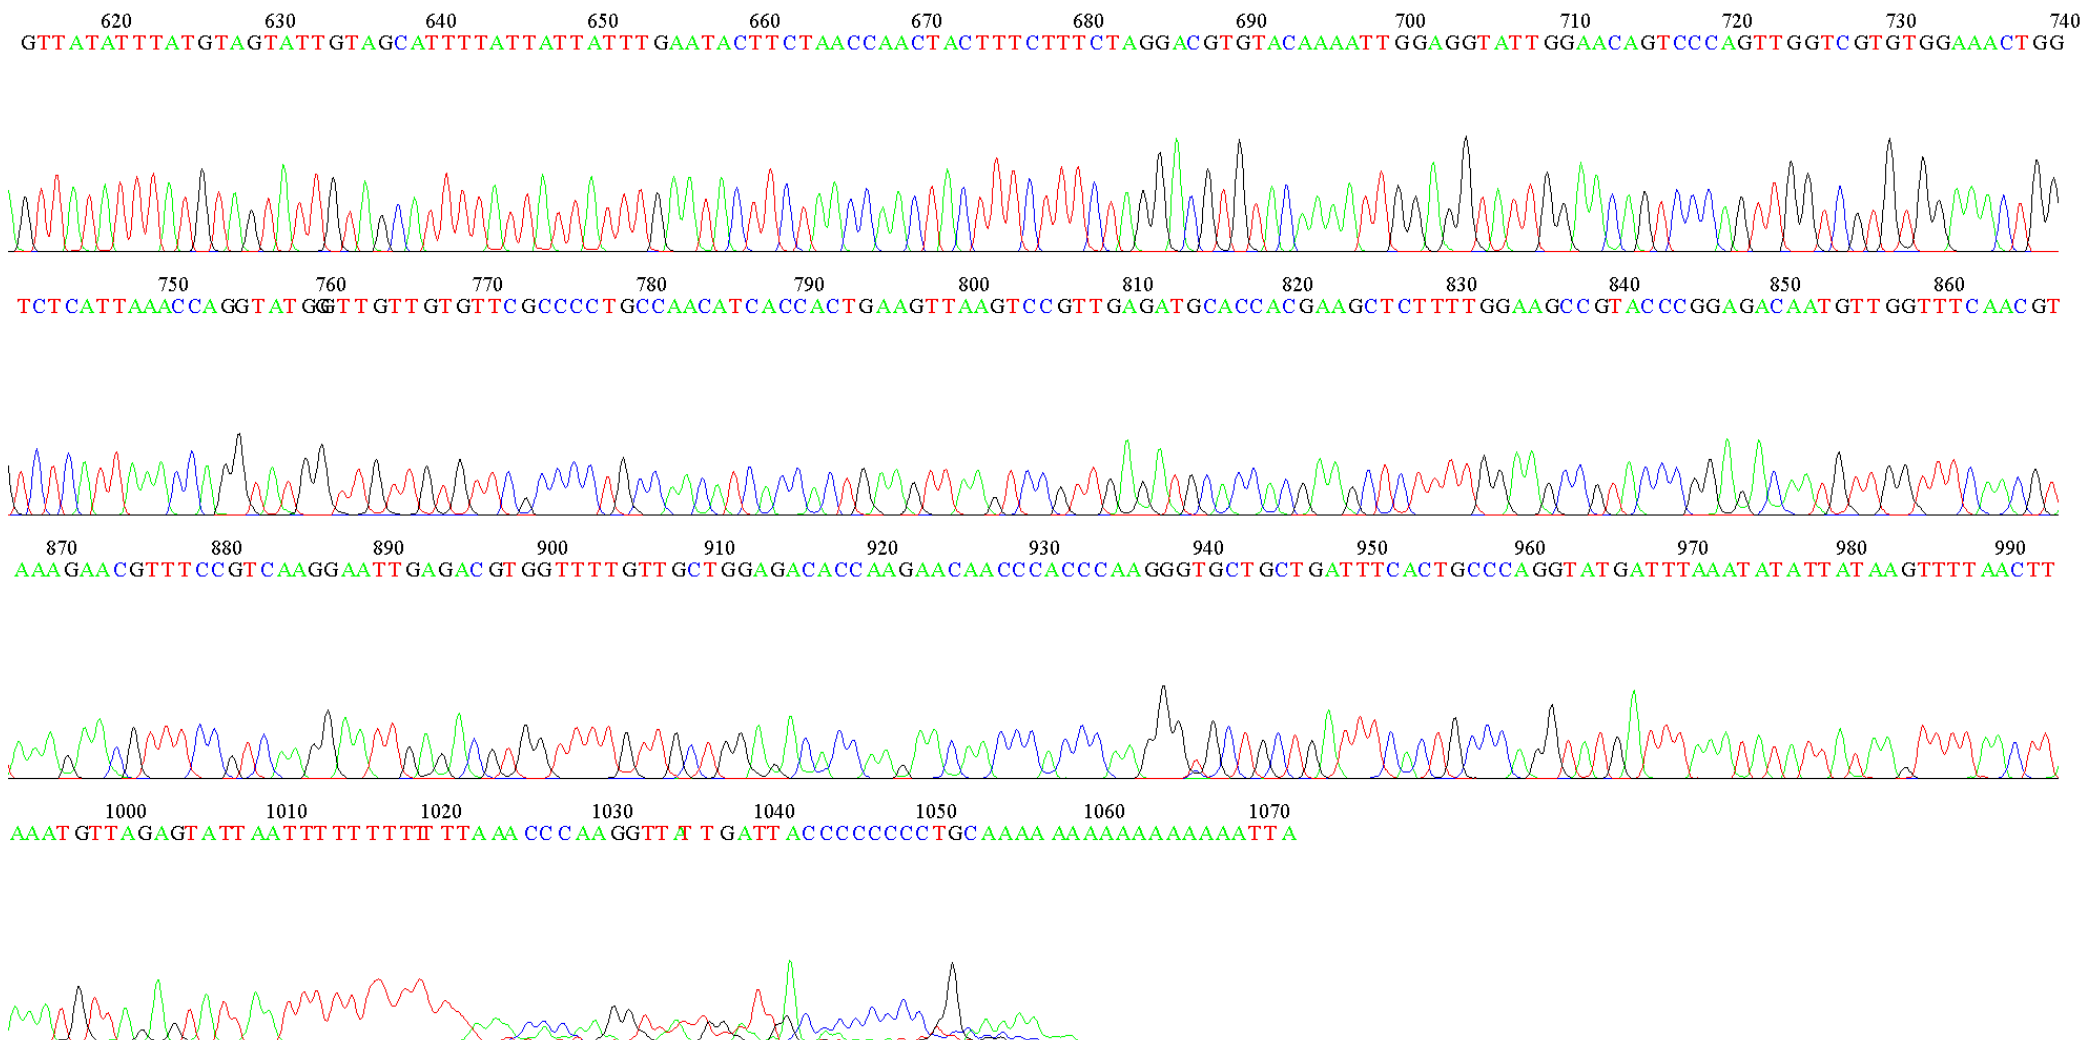 620 630 640 650 660 670 680 690 700 710 720 730 740
GTTATATTTATGTAGTATTGTAGCATTTTATTATTATTTGAATACTTCTAACCAACTACTTTCTTTCTAGGACGTGTACAAAATTGGAGGTATTGGAACAGTCCCAGTTGGTCGTGTGGAAACTGG
750 760 770 780 790 800 810 820 830 840 850 860
TCTCATTAAACCAGGTATGGGTTGTTGTGTTCGCCCCTGCCAACATCACCACTGAAGTTAAGTCCGTTGAGATGCACCACGAAGCTCTTTTGGAAGCCGTACCCGGAGACAATGTTGGTTTCAACGT
870 880 890 900 910 920 930 940 950 960 970 980 990
AAAGAACGTTTCCGTCAAGGAATTGAGACGTGGTTTTGTTGCTGGAGACACCAAGAACAACCCACCCAAGGGTGCTGCTGATTTCACTGCCCAGGTATGATTTAAATATATTATAAGTTTTAACTT
1000 1010 1020 1030 1040 1050 1060 1070
AAATGTTAGAGTATTAATTTTTTTTTTTTTAAACCCAAGGTTATTGATTACCCCCCCCTGCAAAAAAAAAAAAAAAAATTA